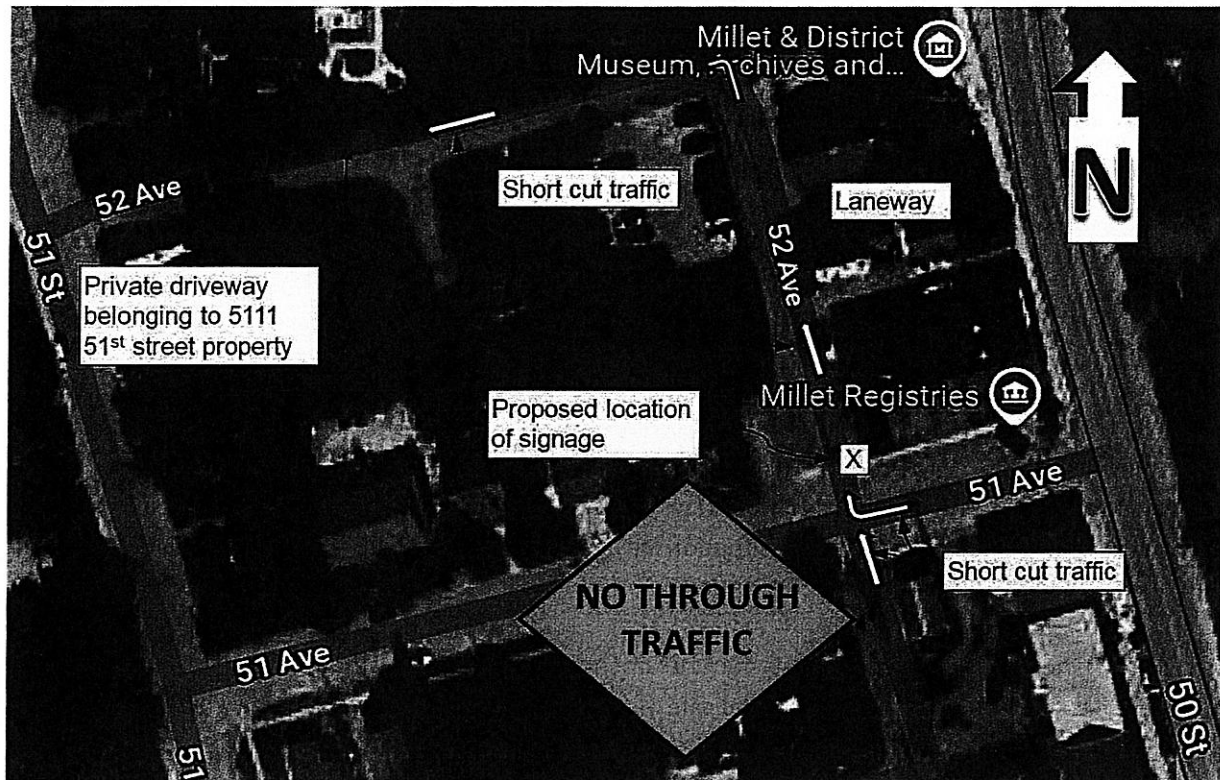 Millet & District
Museum, Archives and...
N
52 Ave
Short cut traffic
Laneway
51 St
52 Ave
Private driveway
belonging to 5111
51st street property
Millet Registries
Proposed location
of signage
X
51 Ave
NO THROUGH
TRAFFIC
Short cut traffic
51 Ave
50 St
51